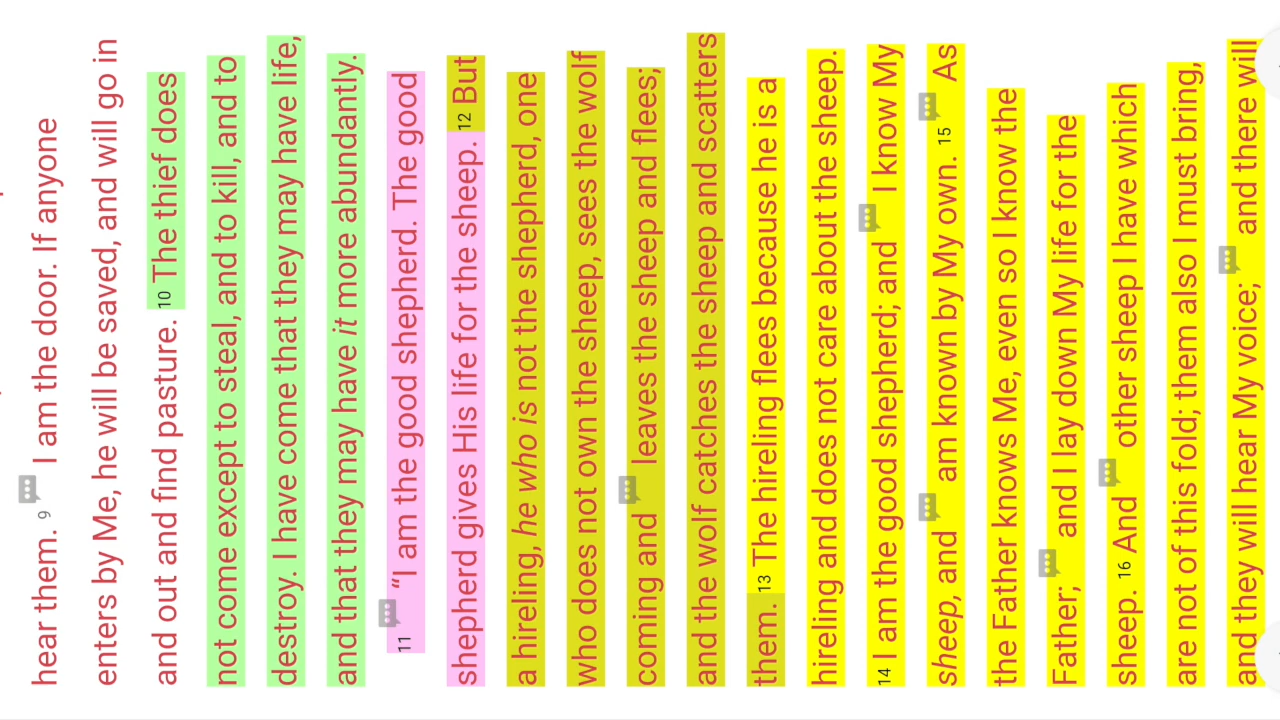 hear them. 9 I am the door. If anyone
enters by Me, he will be saved, and will go in
and out and find pasture. 10 The thief does
not come except to steal, and to kill, and to
destroy. I have come that they may have life,
and that they may have it more abundantly.
11 “I am the good shepherd. The good
shepherd gives His life for the sheep. 12 But
a hireling, he who is not the shepherd, one
who does not own the sheep, sees the wolf
coming and leaves the sheep and flees;
and the wolf catches the sheep and scatters
them. 13 The hireling flees because he is a
hireling and does not care about the sheep.
14 I am the good shepherd; and I know My
sheep, and am known by My own. 15 As
the Father knows Me, even so I know the
Father; and I lay down My life for the
sheep. 16 And other sheep I have which
are not of this fold; them also I must bring,
and they will hear My voice; and there will